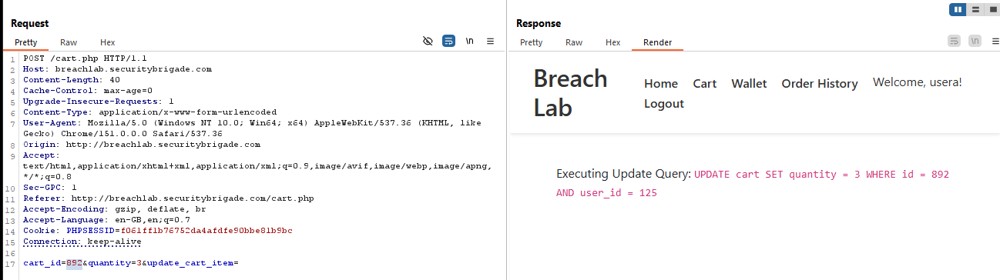 Request
Pretty Raw Hex
\n
1 POST /cart.php HTTP/1.1
2 Host: breachlab.securitybrigade.com
3 Content-Length: 40
4 Cache-Control: max-age=0
5 Upgrade-Insecure-Requests: 1
6 Content-Type: application/x-www-form-urlencoded
7 User-Agent: Mozilla/5.0 (Windows NT 10.0; Win64; x64) AppleWebKit/537.36 (KHTML, like
Gecko) Chrome/151.0.0.0 Safari/537.36
8 Origin: http://breachlab.securitybrigade.com
9 Accept:
text/html,application/xhtml+xml,application/xml;q=0.9,image/avif,image/webp,image/apng,
*/*;q=0.8
10 Sec-GPC: 1
11 Referer: http://breachlab.securitybrigade.com/cart.php
12 Accept-Encoding: gzip, deflate, br
13 Accept-Language: en-GB,en;q=0.7
14 Cookie: PHPSESSID=f061ff1b76752da4afdfe90bbe81b9bc
15 Connection: keep-alive
16
17 cart_id=892&quantity=3&update_cart_item=
Response
Pretty Raw Hex Render
\n
Breach
Lab
Home Cart Wallet Order History Welcome, usera!
Logout
Executing Update Query: UPDATE cart SET quantity = 3 WHERE id = 892
AND user_id = 125